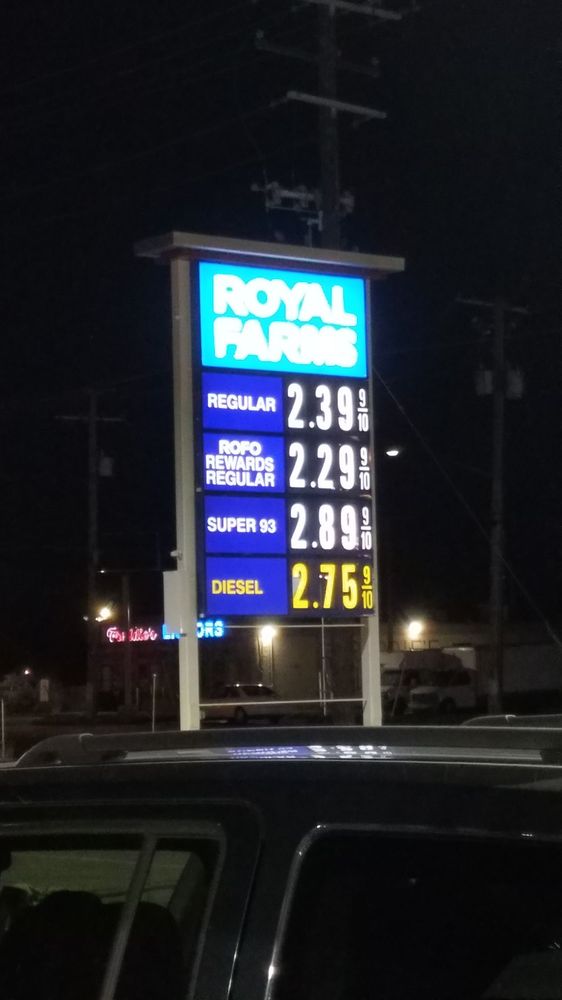 ROYAL
FARMS
REGULAR 2.39 9/10
ROFO
REWARDS
REGULAR 2.29 9/10
SUPER 93 2.89 9/10
DIESEL 2.75 9/10